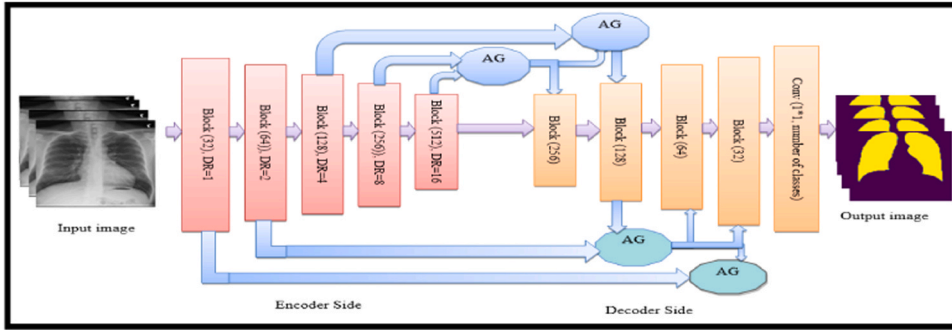 AG
AG
Block (32), DR=1
Block (64)), DR=2
Block (128), DR=4
Block (256)), DR=8
Block (512), DR=16
Block (256)
Block (128)
Block (64)
Block (32)
Conv (1*1, number of classes)
Input image
Output image
AG
AG
Encoder Side
Decoder Side